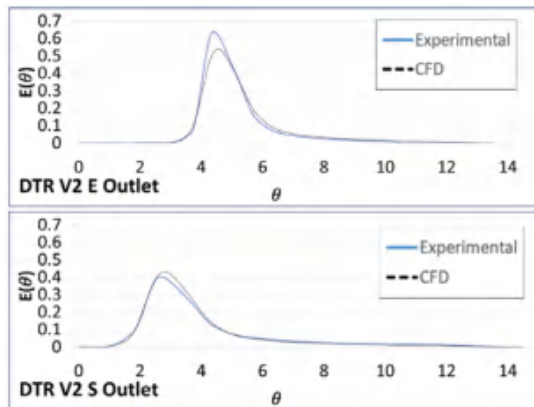 0.7
0.6
0.5
0.4
0.3
0.2
0.1
0
E(θ)
Experimental
CFD
0 2 4 6 8 10 12 14
DTR V2 E Outlet
θ
0.7
0.6
0.5
0.4
0.3
0.2
0.1
0
E(θ)
Experimental
CFD
0 2 4 6 8 10 12 14
DTR V2 S Outlet
θ